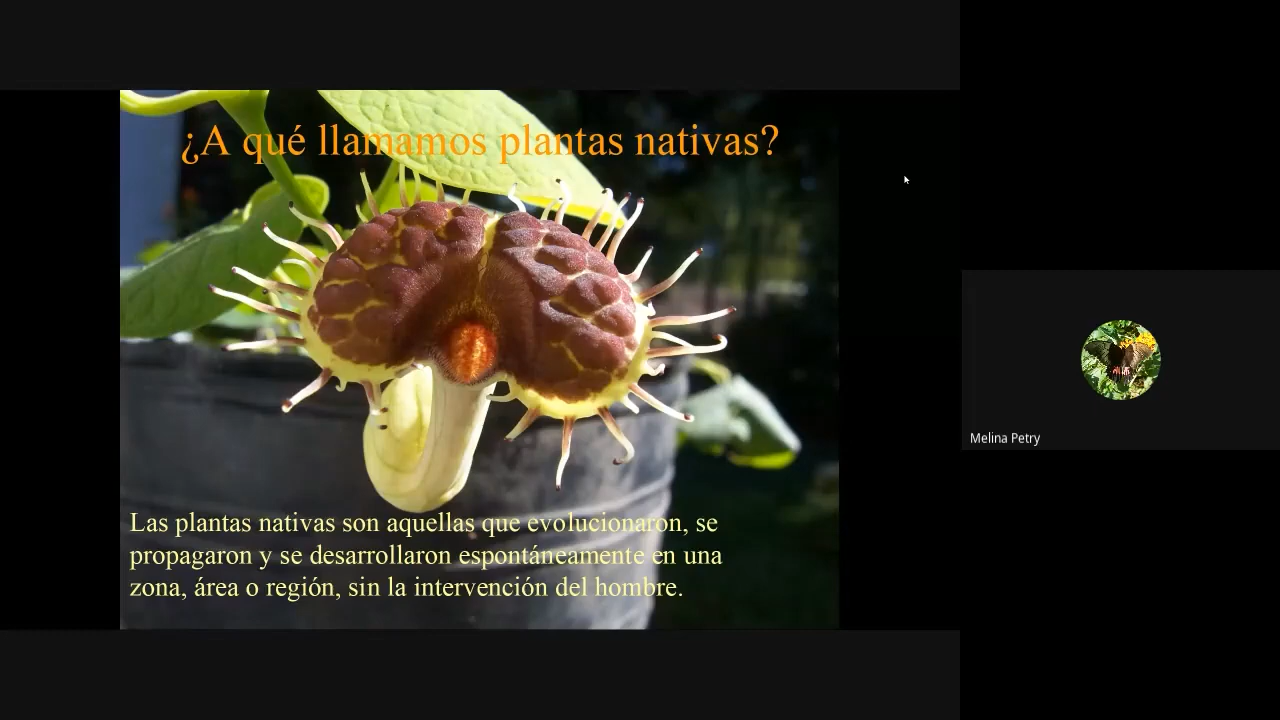 ¿A qué llamamos plantas nativas?
Las plantas nativas son aquellas que evolucionaron, se
propagaron y se desarrollaron espontáneamente en una
zona, área o región, sin la intervención del hombre.
Melina Petry